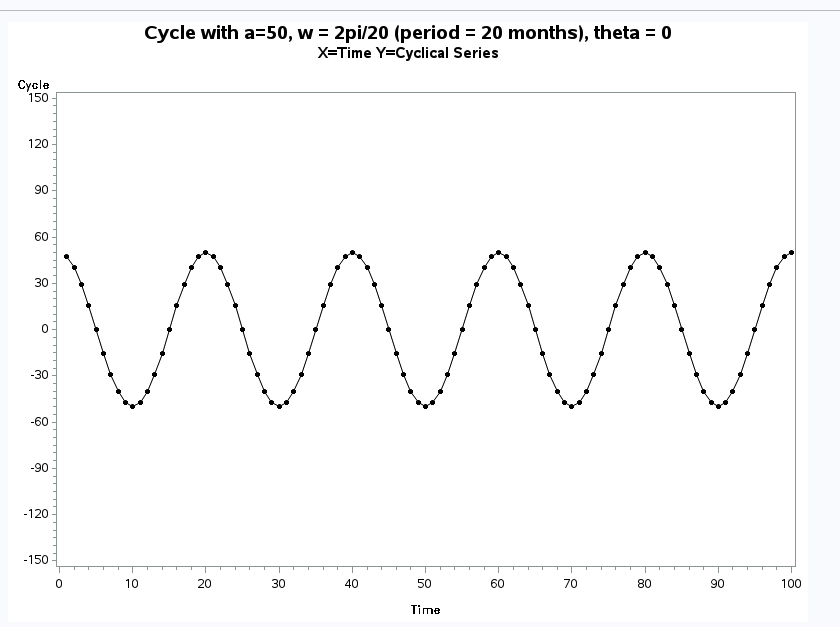 Cycle with a=50, w = 2pi/20 (period = 20 months), theta = 0
X=Time Y=Cyclical Series
Cycle
150
120
90
60
30
0
-30
-60
-90
-120
-150
0 10 20 30 40 50 60 70 80 90 100
Time